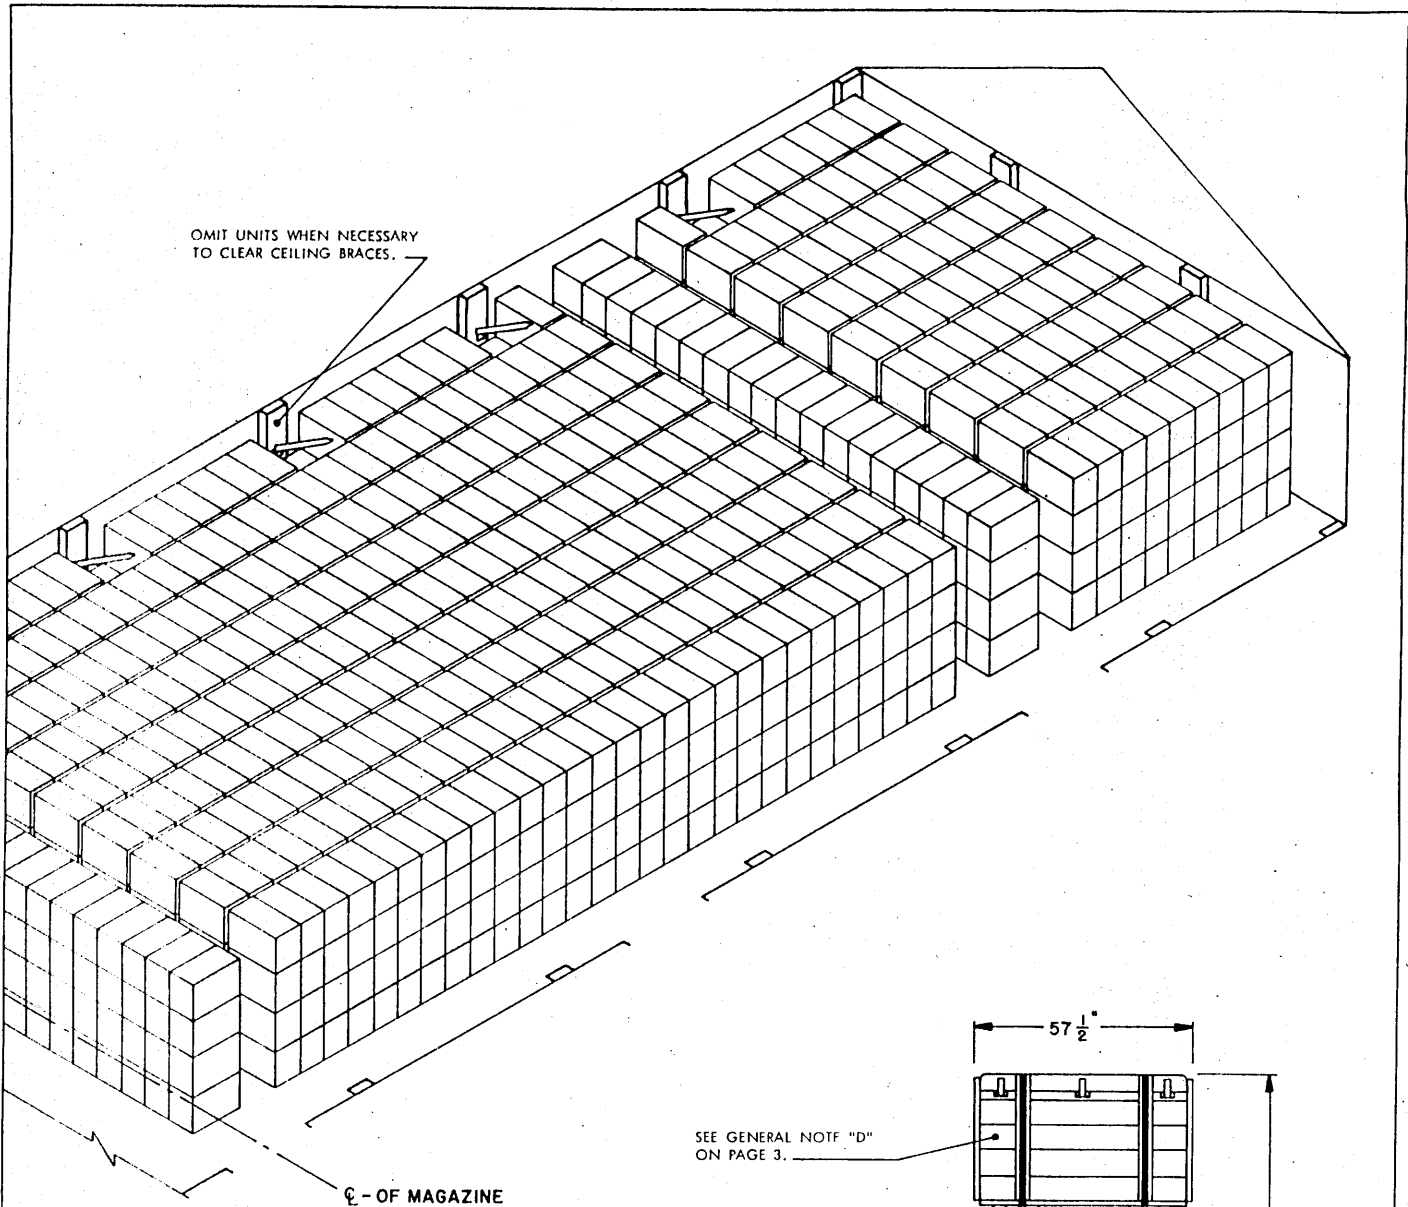 OMIT UNITS WHEN NECESSARY
TO CLEAR CEILING BRACES.
57 1/2"
SEE GENERAL NOTE "D"
ON PAGE 3.
℄ - OF MAGAZINE